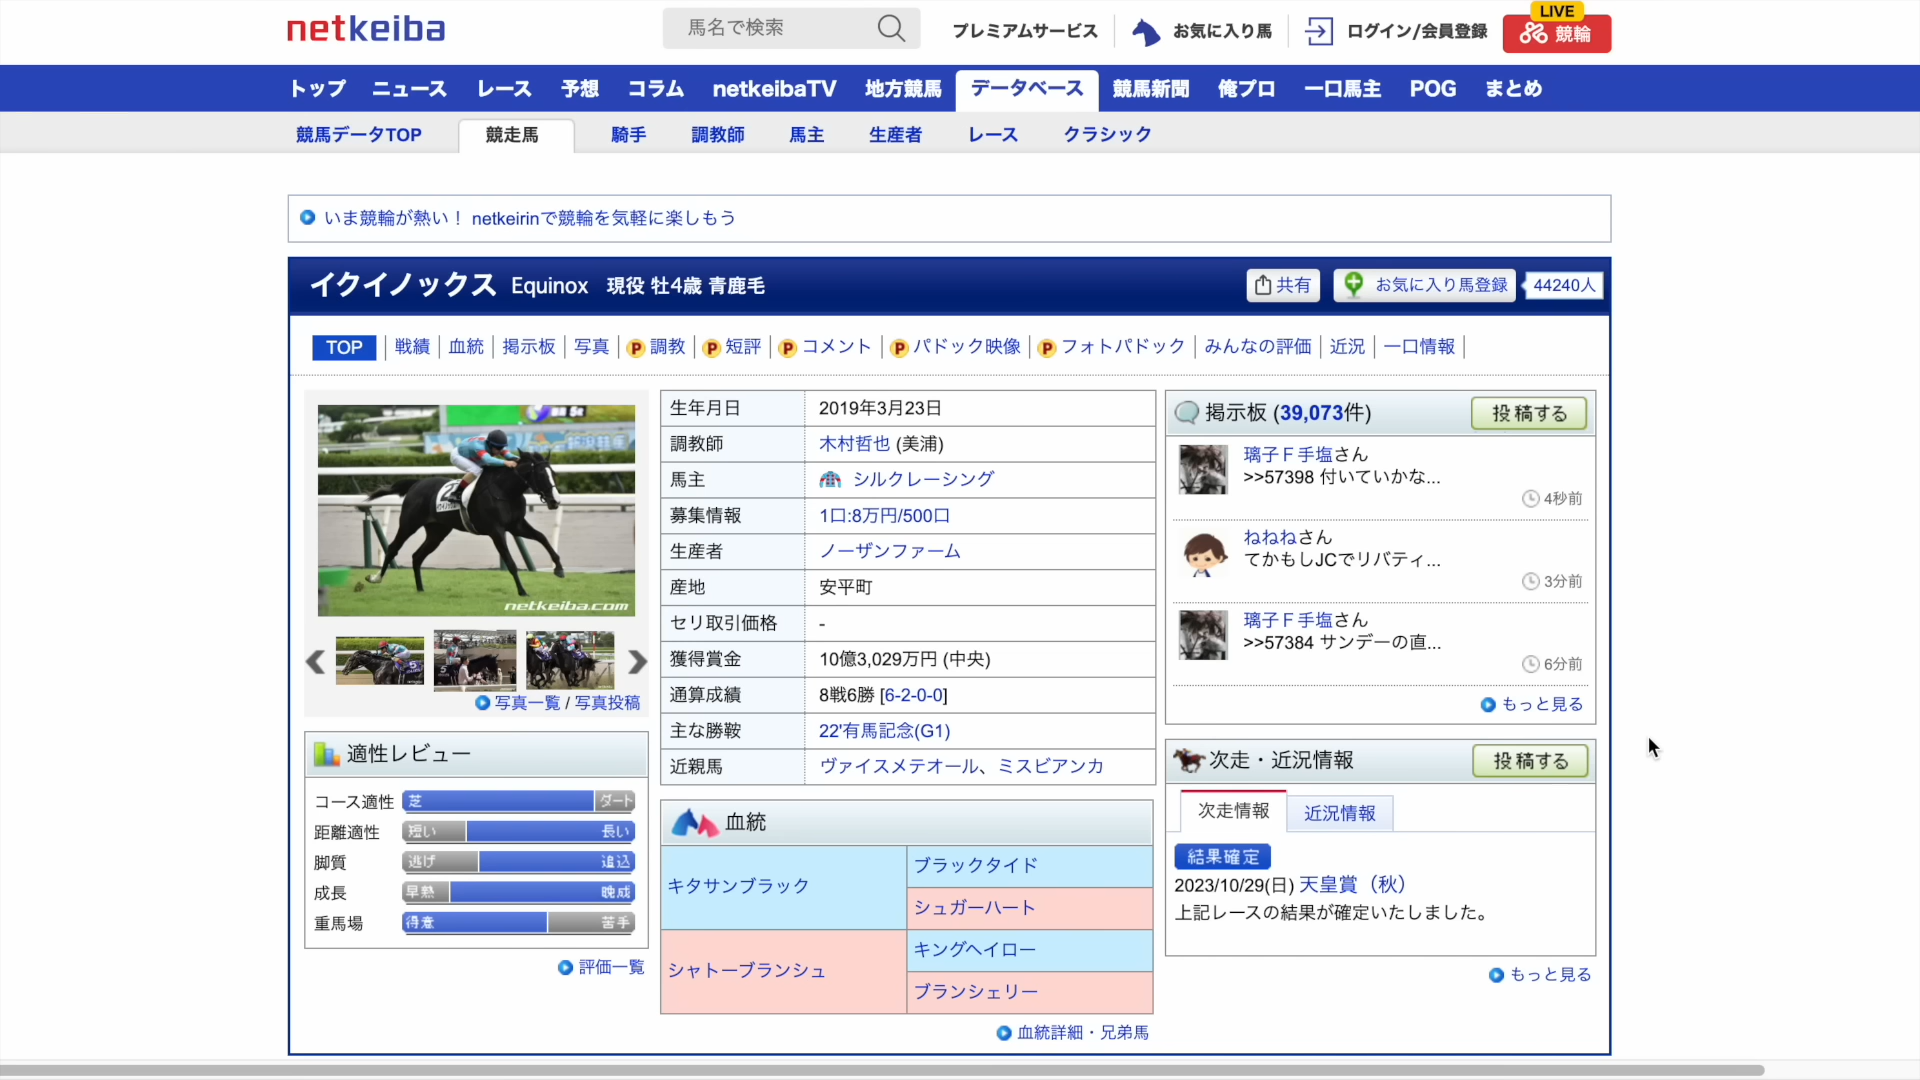 netkeiba
馬名で検索
プレミアムサービス
お気に入り馬
ログイン/会員登録
LIVE
競輪
トップ ニュース レース 予想 コラム netkeibaTV 地方競馬 データベース 競馬新聞 俺プロ 一口馬主 POG まとめ
競馬データTOP 競走馬 騎手 調教師 馬主 生産者 レース クラシック
いま競輪が熱い！ netkeirinで競輪を気軽に楽しもう
イクイノックス Equinox 現役 牡4歳 青鹿毛
共有
お気に入り馬登録
44240人
TOP 戦績 血統 掲示板 写真 P 調教 P 短評 P コメント P パドック映像 P フォトパドック みんなの評価 近況 一口情報
netkeiba.com
写真一覧 / 写真投稿
適性レビュー
コース適性 芝 ダート
距離適性 短い 長い
脚質 逃げ 追込
成長 早熟 晩成
重馬場 得意 苦手
評価一覧
生年月日 2019年3月23日
調教師 木村哲也 (美浦)
馬主 シルクレーシング
募集情報 1口:8万円/500口
生産者 ノーザンファーム
産地 安平町
セリ取引価格 -
獲得賞金 10億3,029万円 (中央)
通算成績 8戦6勝 [6-2-0-0]
主な勝鞍 22'有馬記念(G1)
近親馬 ヴァイスメテオール、ミスビアンカ
血統
キタサンブラック
ブラックタイド
シュガーハート
シャトーブランシュ
キングヘイロー
ブランシェリー
血統詳細・兄弟馬
掲示板 (39,073件)
投稿する
璃子Ｆ手塩さん
>>57398 付いていかな...
4秒前
ねねねさん
てかもしJCでリバティ...
3分前
璃子Ｆ手塩さん
>>57384 サンデーの直...
6分前
もっと見る
次走・近況情報
投稿する
次走情報 近況情報
結果確定
2023/10/29(日) 天皇賞（秋）
上記レースの結果が確定いたしました。
もっと見る